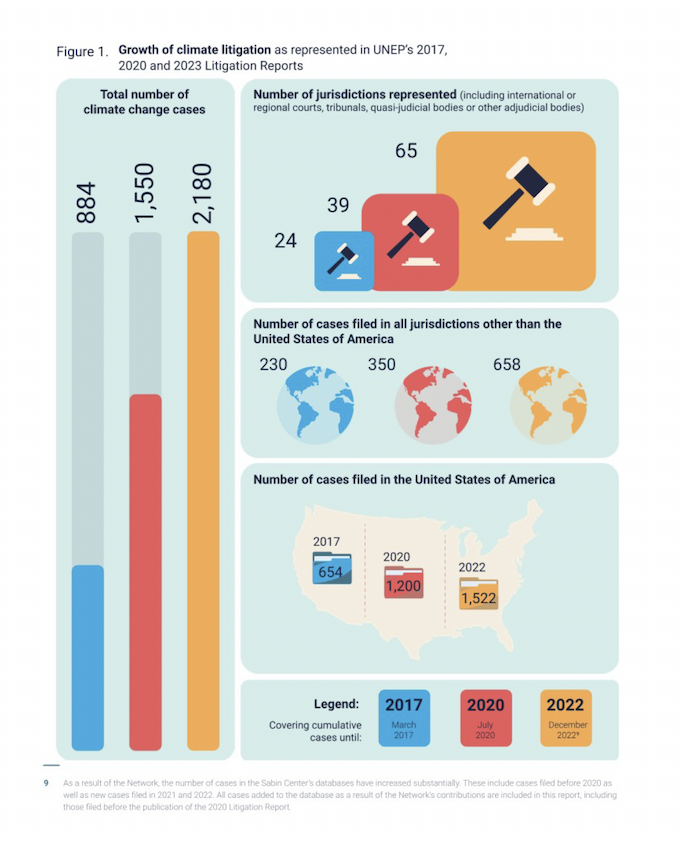 Figure 1. Growth of climate litigation as represented in UNEP's 2017,
2020 and 2023 Litigation Reports
Total number of
climate change cases
884
1,550
2,180
Number of jurisdictions represented (including international or
regional courts, tribunals, quasi-judicial bodies or other adjudicial bodies)
65
39
24
Number of cases filed in all jurisdictions other than the
United States of America
230 350 658
Number of cases filed in the United States of America
2017
654
2020
1,200
2022
1,522
Legend:
Covering cumulative
cases until:
2017
March
2017
2020
July
2020
2022
December
2022*
9 As a result of the Network, the number of cases in the Sabin Center's databases have increased substantially. These include cases filed before 2020 as
well as new cases filed in 2021 and 2022. All cases added to the database as a result of the Network's contributions are included in this report, including
those filed before the publication of the 2020 Litigation Report.